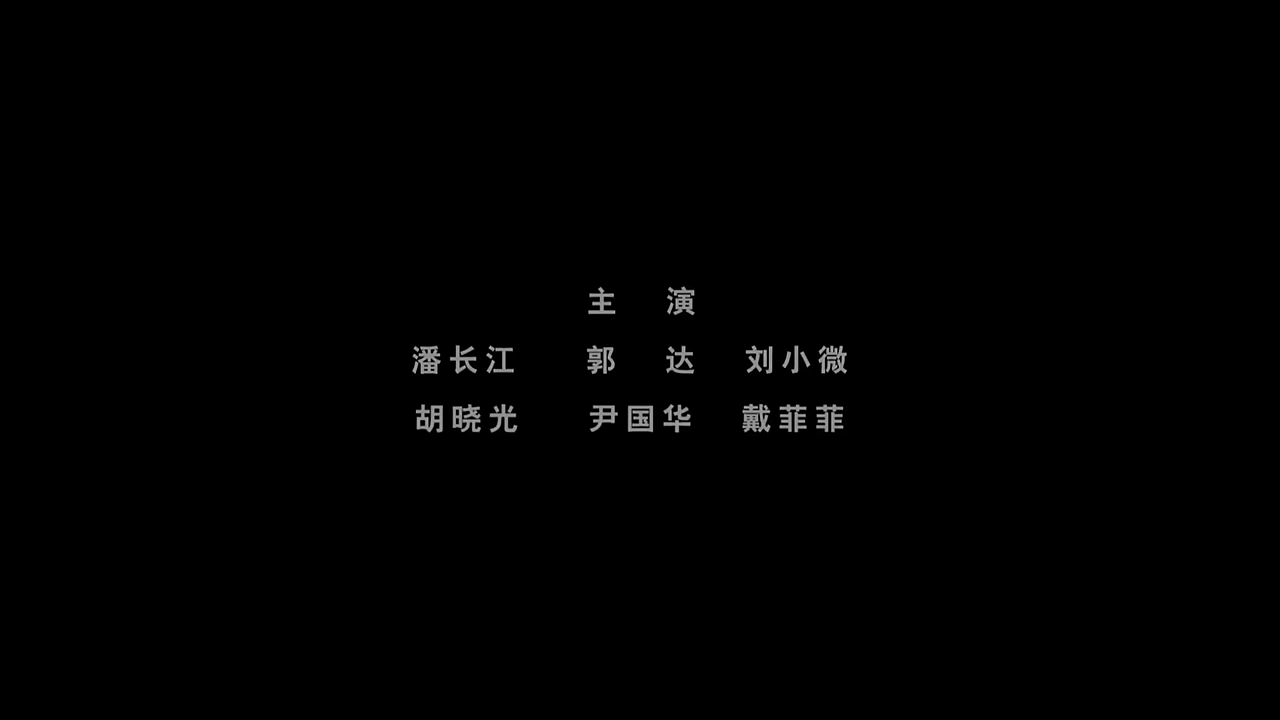 主 演
潘长江 郭 达 刘小微
胡晓光 尹国华 戴菲菲